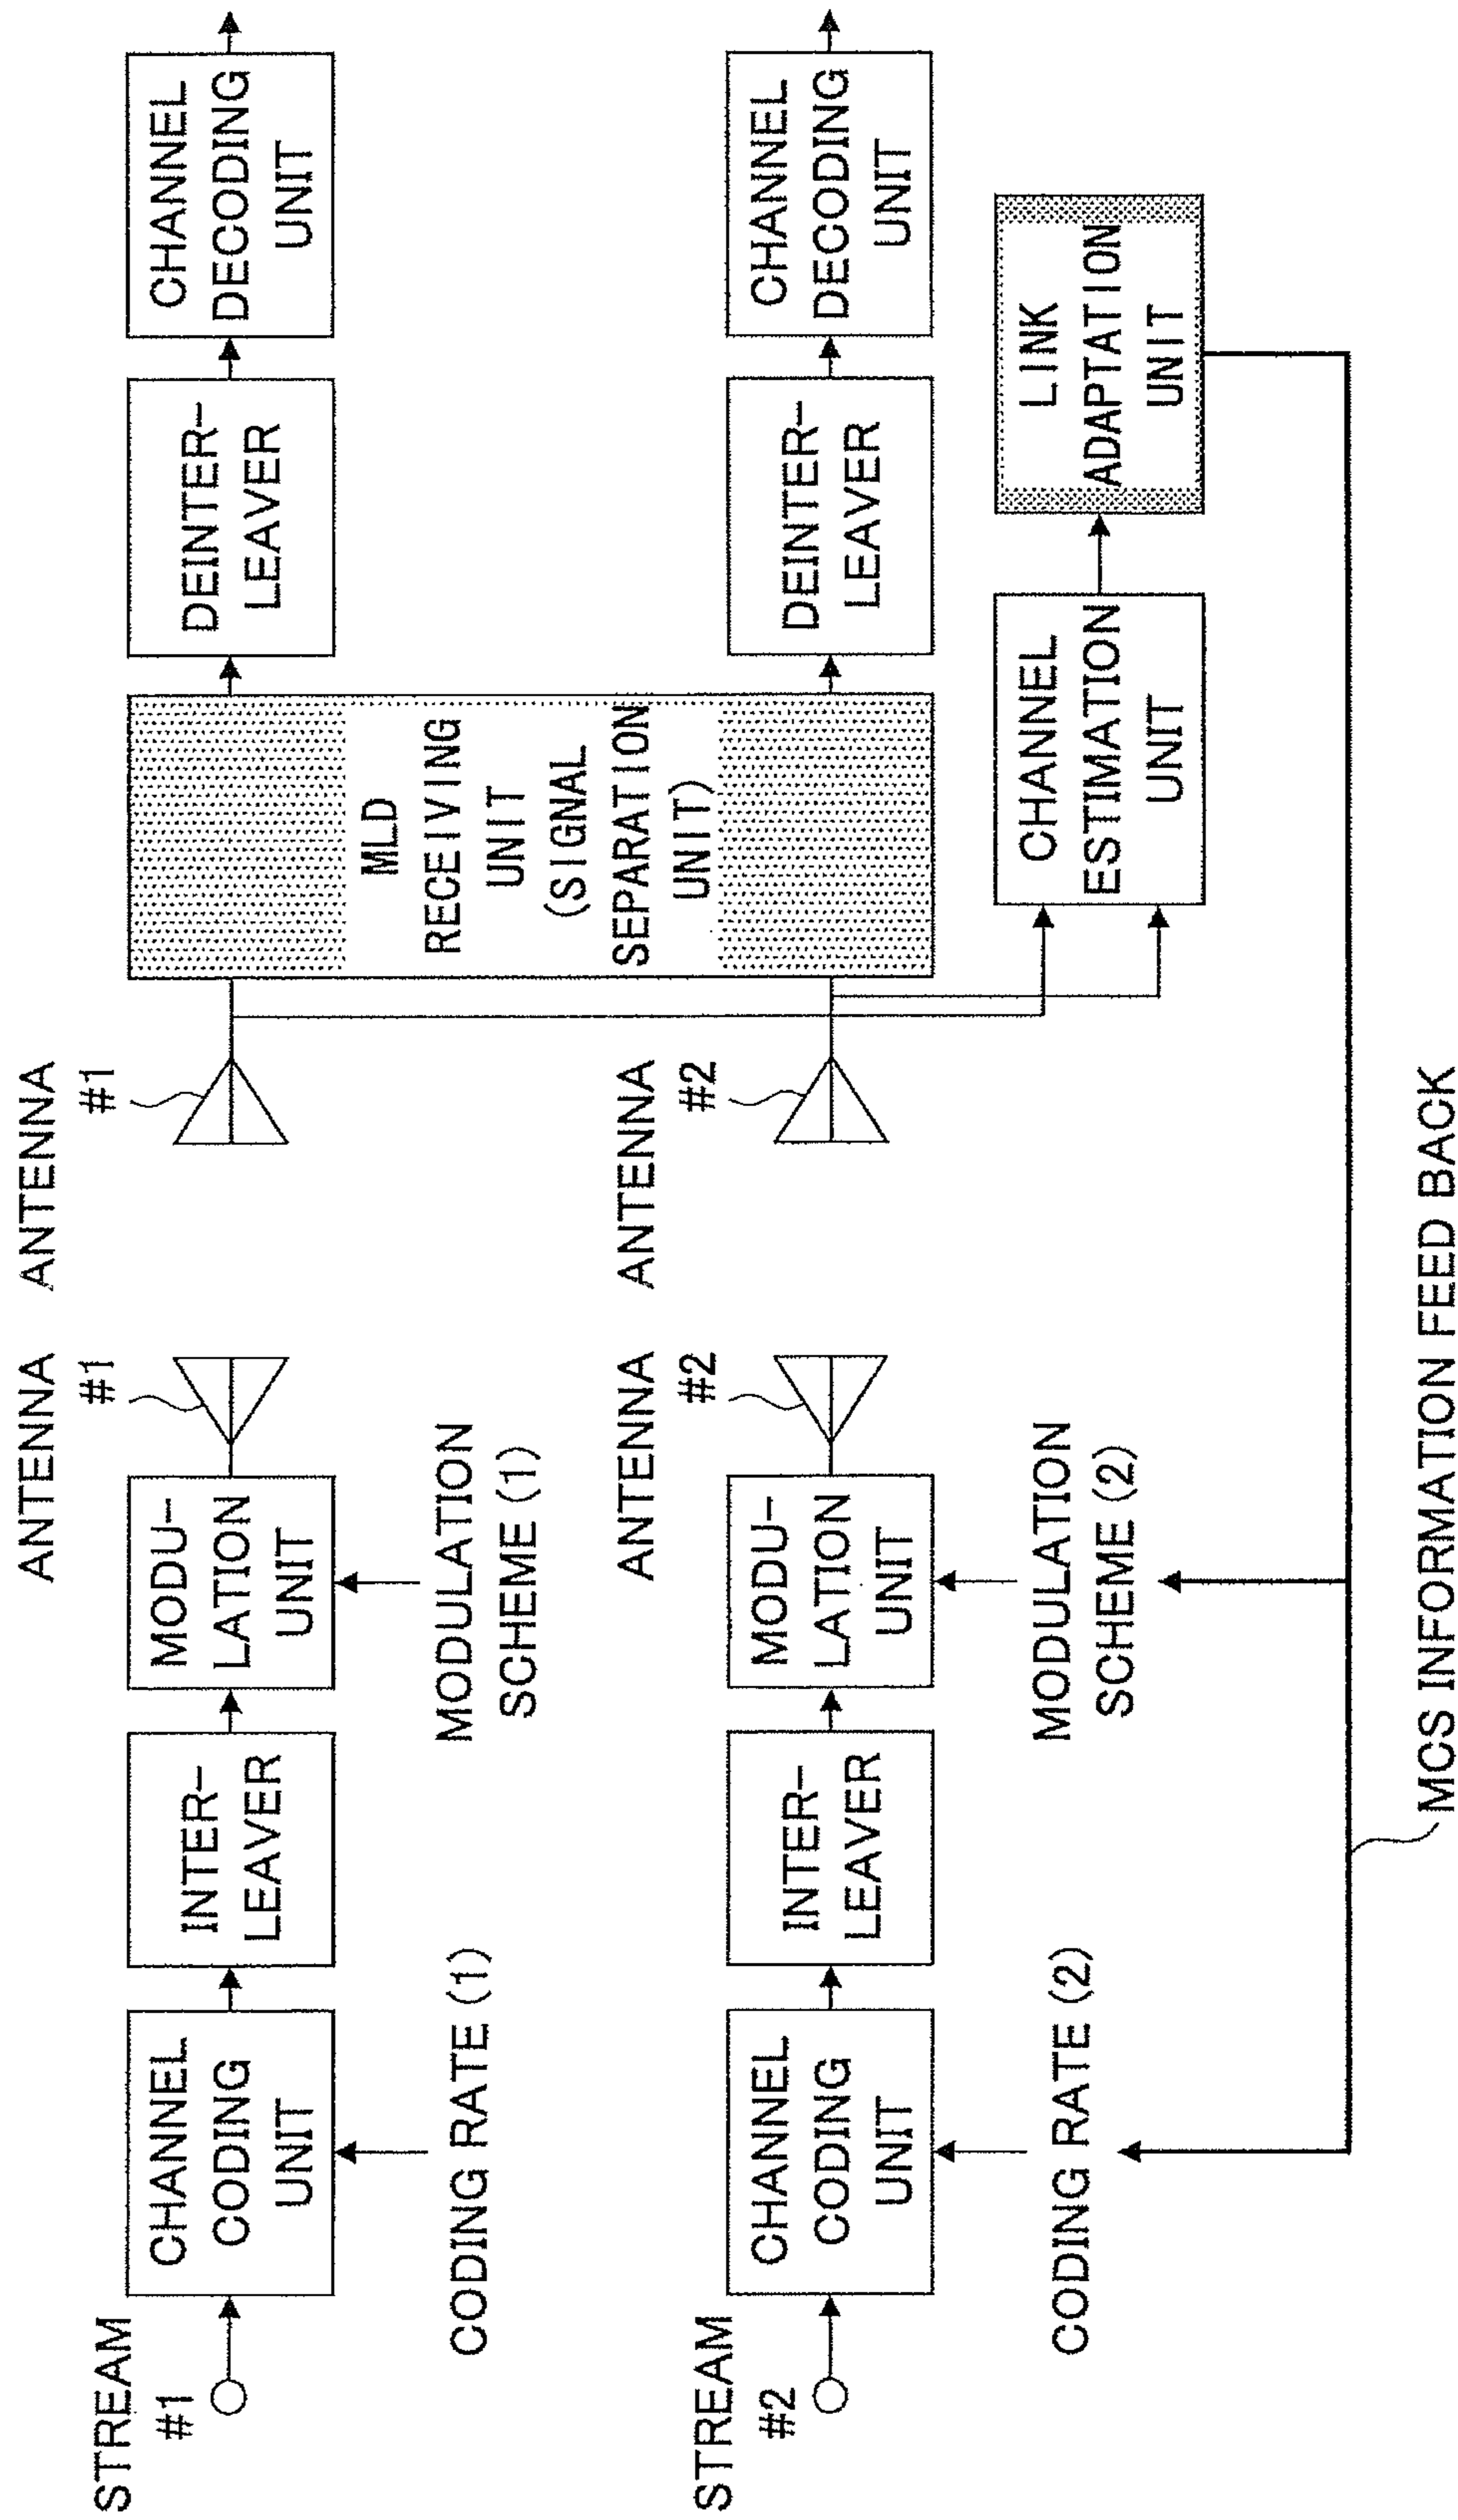 STREAM
#1
CHANNEL
CODING
UNIT
CODING RATE (1)
INTER-
LEAVER
MODU-
LATION
UNIT
MODULATION
SCHEME (1)
ANTENNA
#1
ANTENNA
#1
MLD
RECEIVING
UNIT
(SIGNAL
SEPARATION
UNIT)
DEINTER-
LEAVER
CHANNEL
DECODING
UNIT
STREAM
#2
CHANNEL
CODING
UNIT
CODING RATE (2)
INTER-
LEAVER
MODU-
LATION
UNIT
MODULATION
SCHEME (2)
ANTENNA
#2
ANTENNA
#2
DEINTER-
LEAVER
CHANNEL
DECODING
UNIT
CHANNEL
ESTIMATION
UNIT
LINK
ADAPTATION
UNIT
MCS INFORMATION FEED BACK